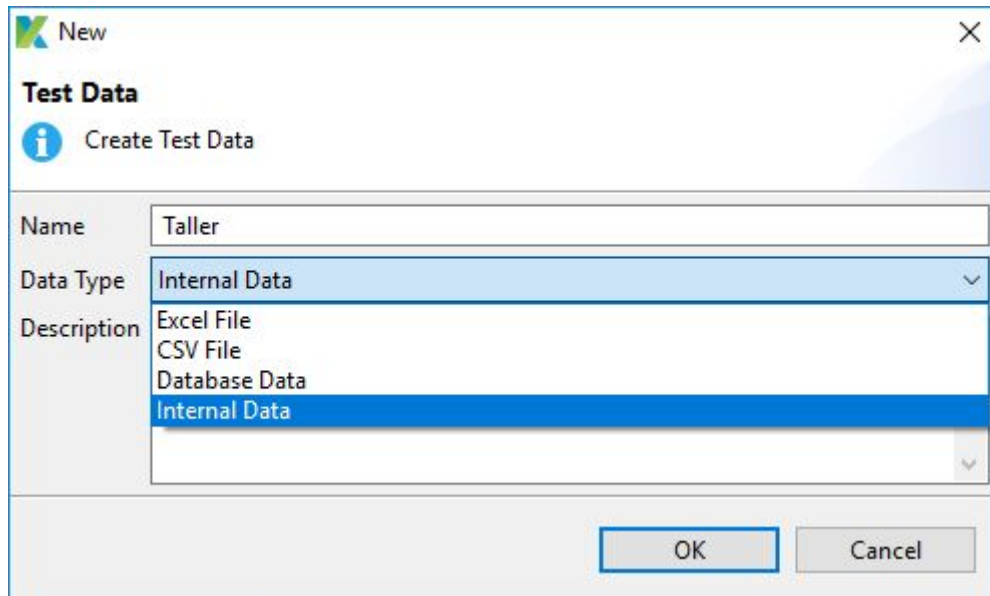 New
Test Data
Create Test Data
Name Taller
Data Type Internal Data
Description
Excel File
CSV File
Database Data
Internal Data
OK Cancel